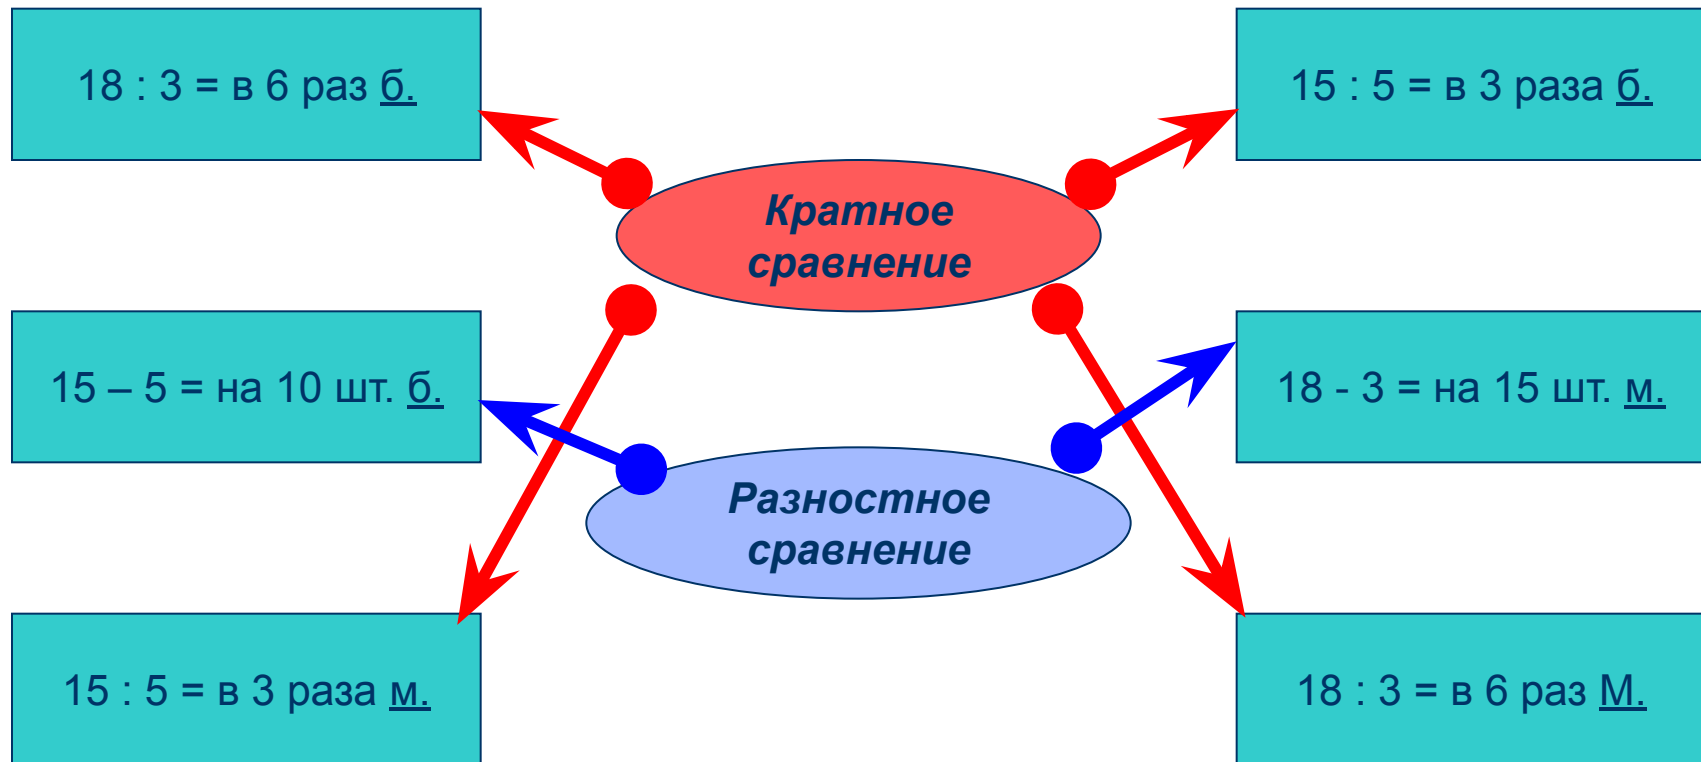 18 : 3 = в 6 раз б.
15 : 5 = в 3 раза б.
Кратное
сравнение
15 – 5 = на 10 шт. б.
18 - 3 = на 15 шт. м.
Разностное
сравнение
15 : 5 = в 3 раза м.
18 : 3 = в 6 раз М.